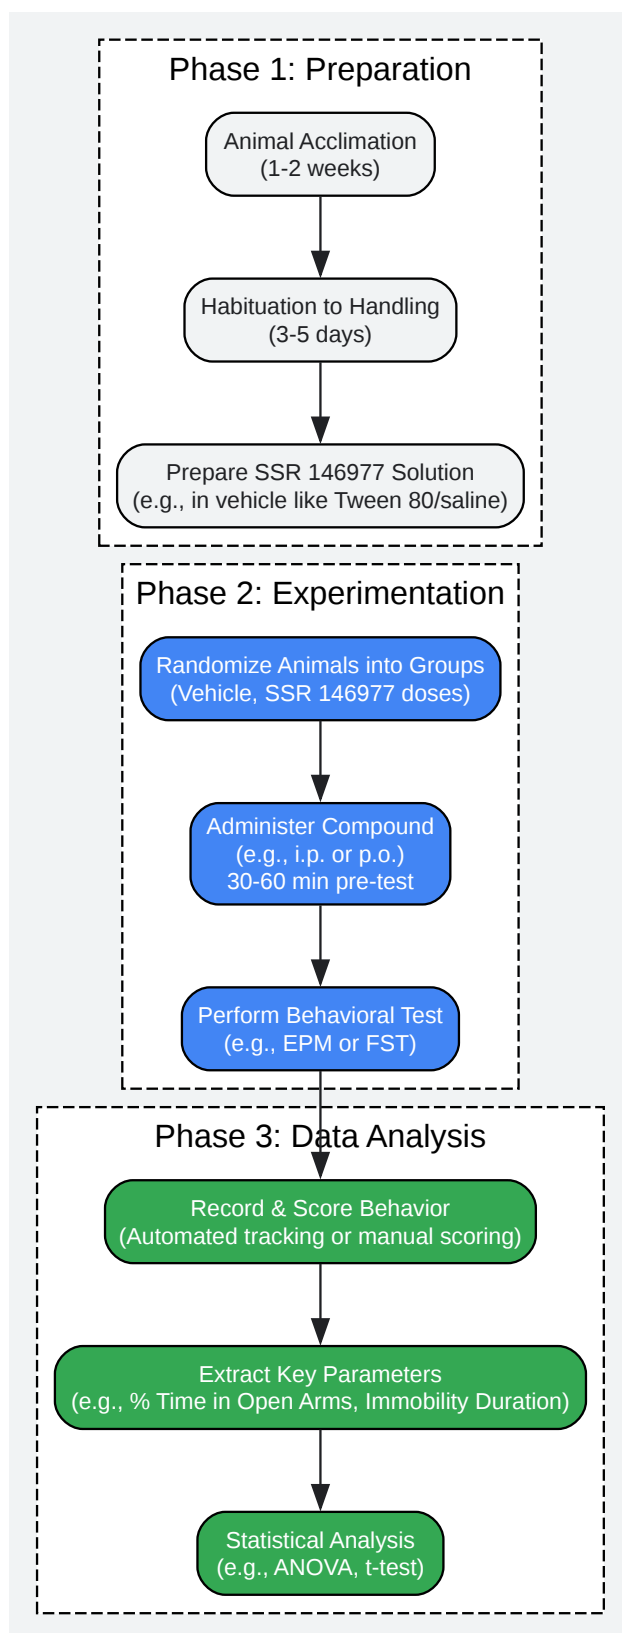 Phase 1: Preparation
Animal Acclimation
(1-2 weeks)
Habituation to Handling
(3-5 days)
Prepare SSR 146977 Solution
(e.g., in vehicle like Tween 80/saline)
Phase 2: Experimentation
Randomize Animals into Groups
(Vehicle, SSR 146977 doses)
Administer Compound
(e.g., i.p. or p.o.)
30-60 min pre-test
Perform Behavioral Test
(e.g., EPM or FST)
Phase 3: Data Analysis
Record & Score Behavior
(Automated tracking or manual scoring)
Extract Key Parameters
(e.g., % Time in Open Arms, Immobility Duration)
Statistical Analysis
(e.g., ANOVA, t-test)